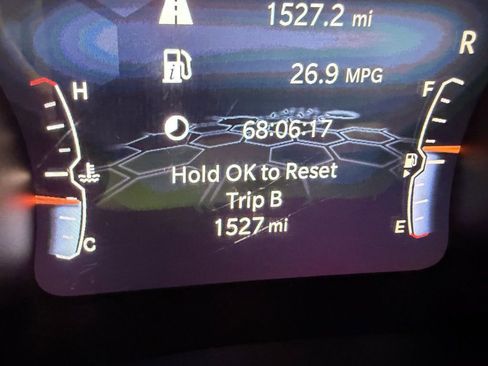 1527.2 mi
R
26.9 MPG
H
F
68:06:17
Hold OK to Reset
Trip B
1527 mi
C
E